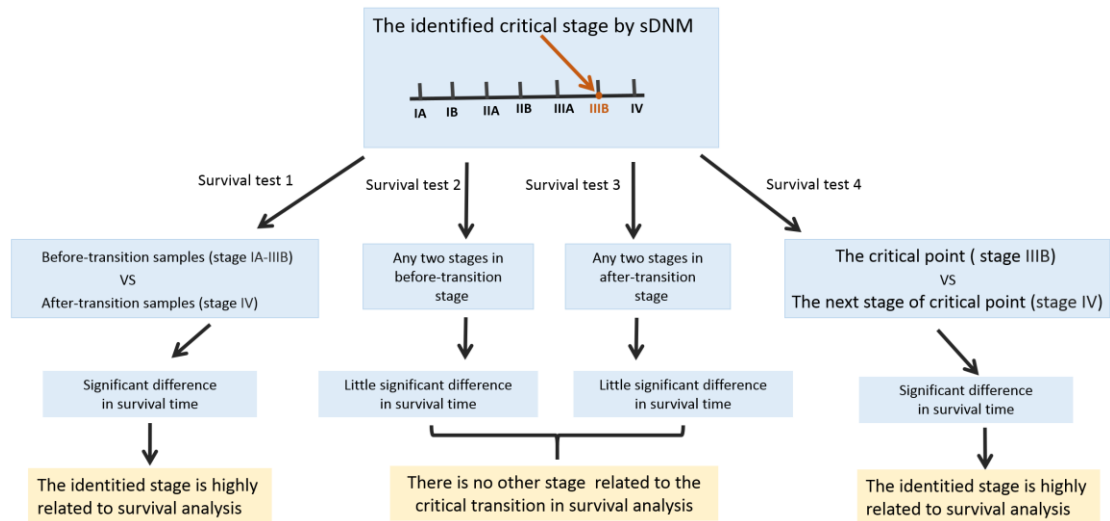 The identified critical stage by sDNM
IA IB IIA IIB IIIA IIIB IV
Survival test 1
Survival test 2
Survival test 3
Survival test 4
Before-transition samples (stage IA-IIIB)
VS
After-transition samples (stage IV)
Any two stages in
before-transition
stage
Any two stages in
after-transition
stage
The critical point ( stage IIIB)
VS
The next stage of critical point (stage IV)
Significant difference
in survival time
Little significant difference
in survival time
Little significant difference
in survival time
Significant difference
in survival time
The identitied stage is highly
related to survival analysis
There is no other stage related to the
critical transition in survival analysis
The identitied stage is highly
related to survival analysis